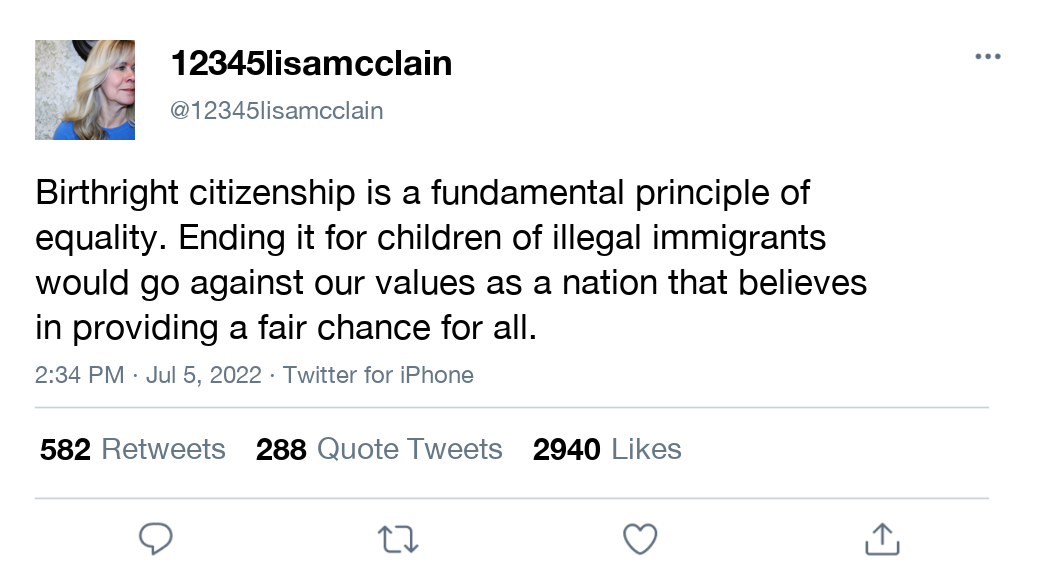 12345lisamcclain
@12345lisamcclain
Birthright citizenship is a fundamental principle of
equality. Ending it for children of illegal immigrants
would go against our values as a nation that believes
in providing a fair chance for all.
2:34 PM · Jul 5, 2022 · Twitter for iPhone
582 Retweets 288 Quote Tweets 2940 Likes